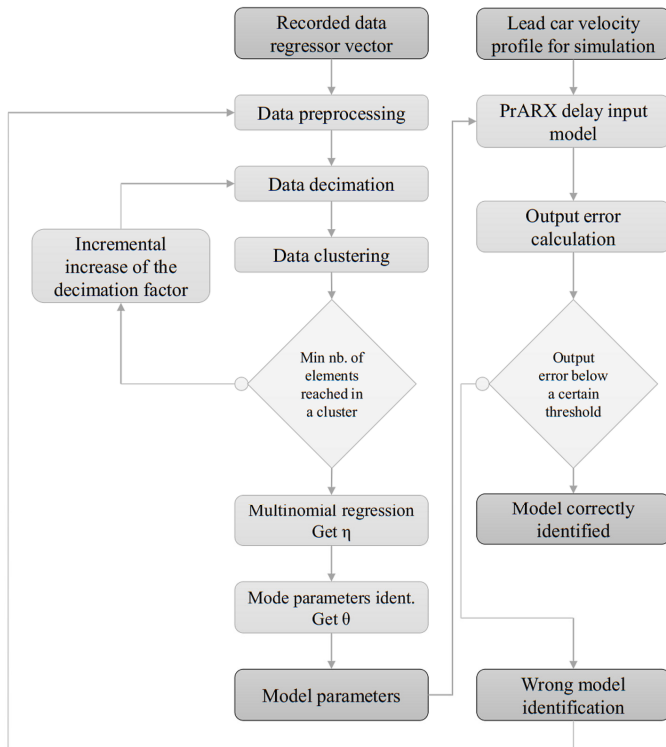 Recorded data
regressor vector
Data preprocessing
Data decimation
Incremental
increase of the
decimation factor
Data clustering
Min nb. of
elements
reached in
a cluster
Multinomial regression
Get η
Mode parameters ident.
Get θ
Model parameters
Lead car velocity
profile for simulation
PrARX delay input
model
Output error
calculation
Output
error below
a certain
threshold
Model correctly
identified
Wrong model
identification